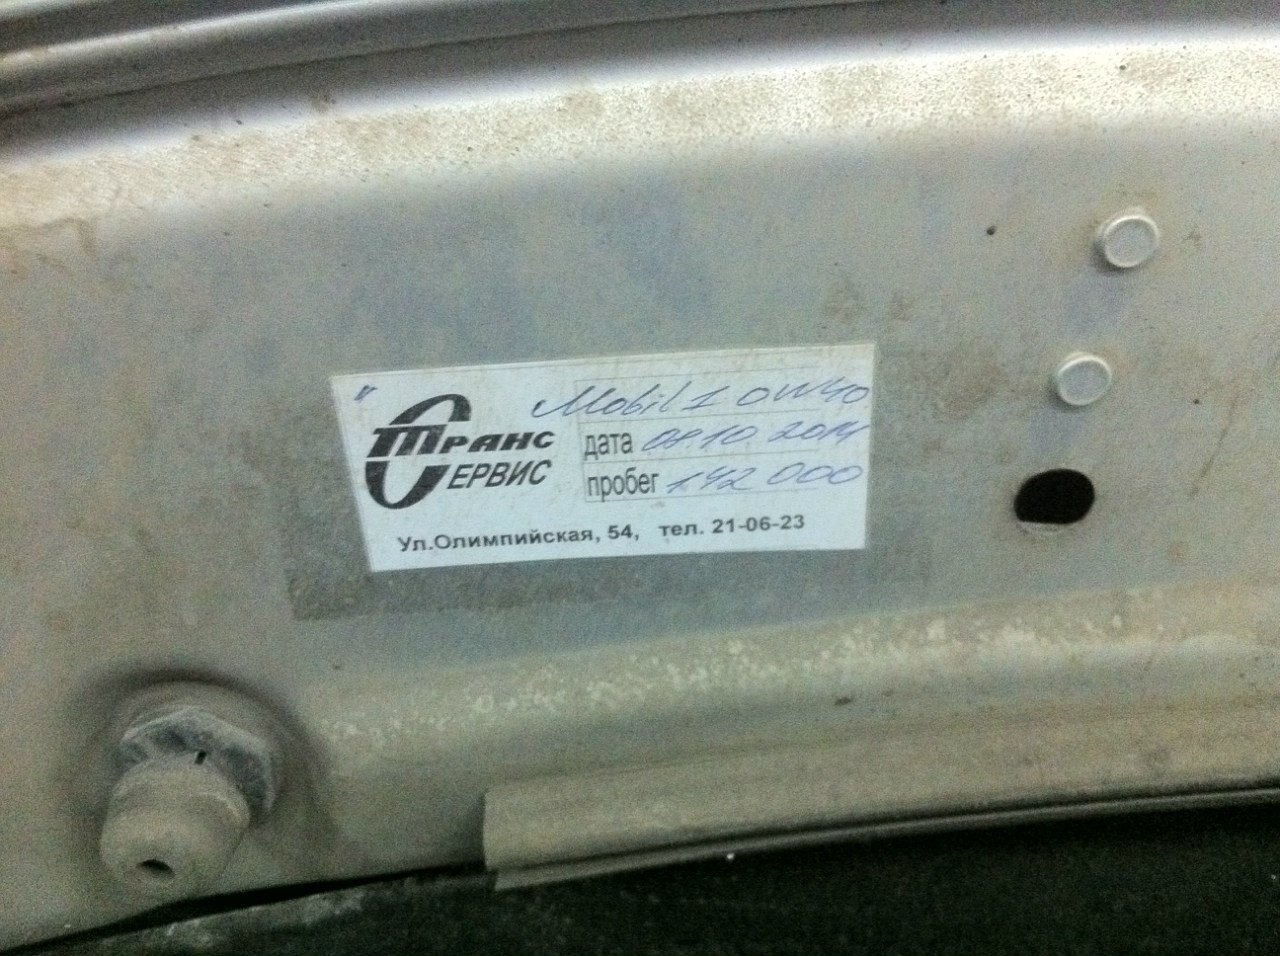 Mobil 1 0W40
ТРАНС
СЕРВИС
дата 08.10.2014
пробег 142 000
Ул.Олимпийская, 54, тел. 21-06-23